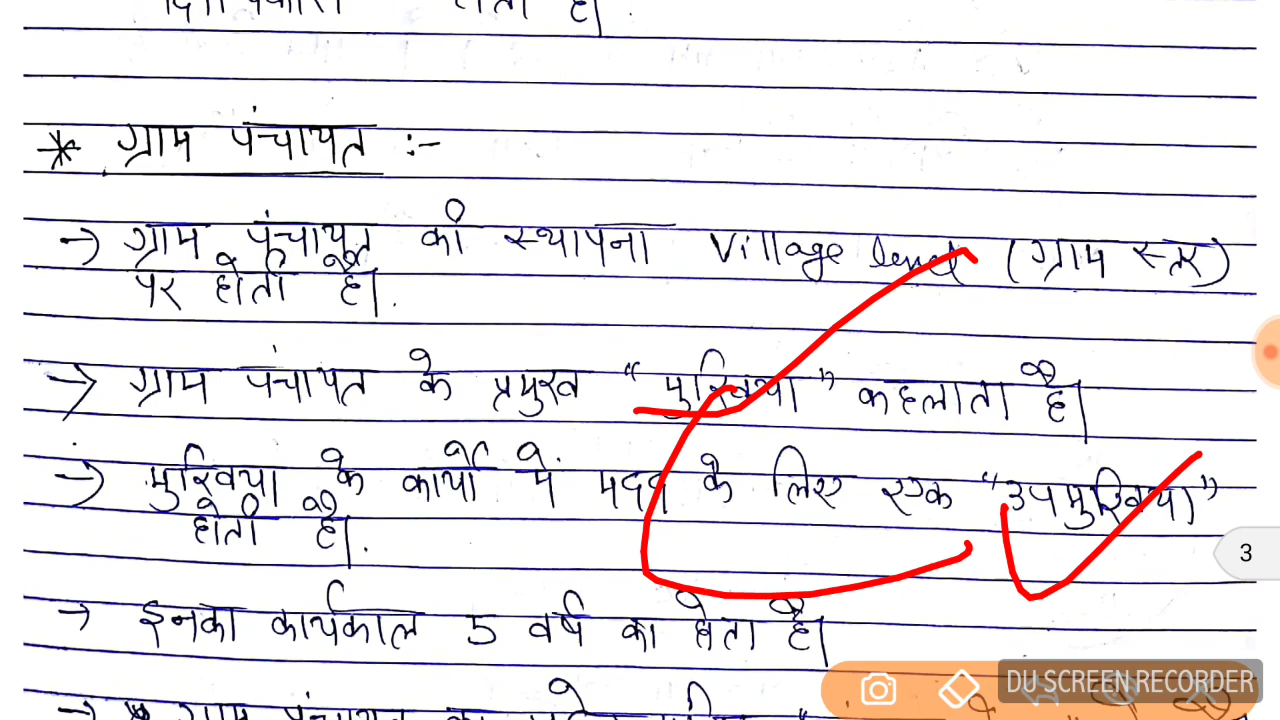 * ग्राम पंचायत :-
→ ग्राम पंचायत की स्थापना Village level (ग्राम स्तर)
पर होती है।
→ ग्राम पंचायत के प्रमुख "मुखिया" कहलाता है।
→ मुखिया के कार्यो मे मदद के लिए एक "उपमुखिया"
होती है।
3
→ इनका कार्यकाल 5 वर्ष का होता है।
DU SCREEN RECORDER
→ * ग्राम पंचायत का